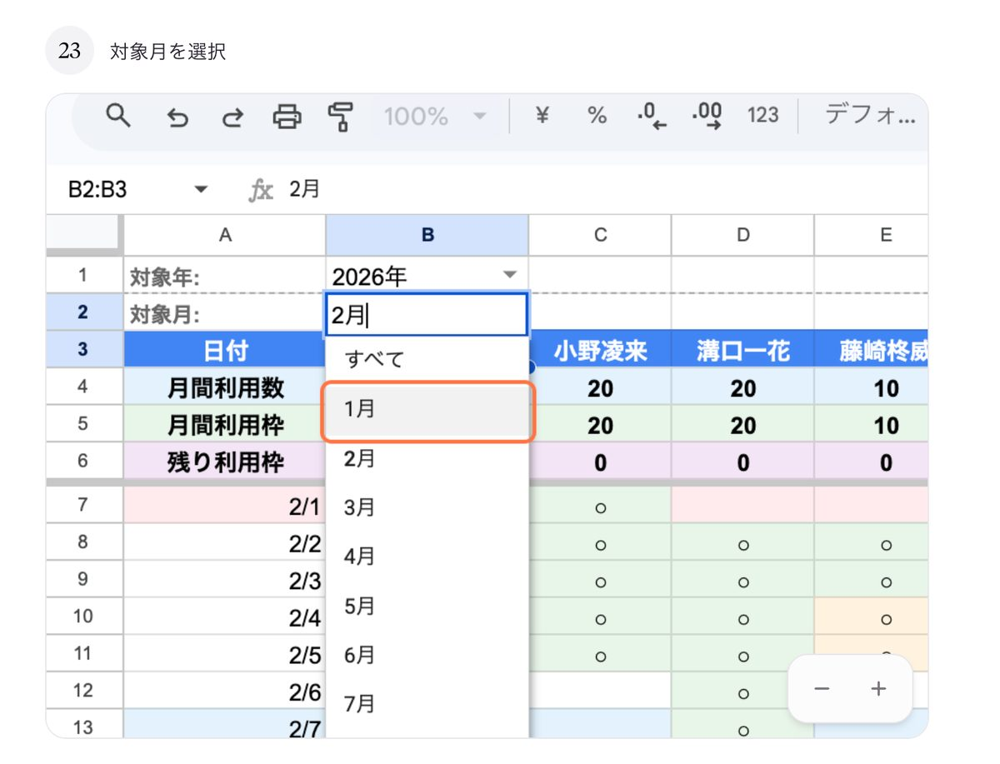 23 対象月を選択
100% ¥ % .0 .00 123 デフォ...
B2:B3 fx 2月
A B C D E
1 対象年: 2026年
2 対象月: 2月
3 日付 小野凌来 溝口一花 藤崎柊威
すべて
4 月間利用数 20 20 10
1月
5 月間利用枠 20 20 10
6 残り利用枠 0 0 0
2月
7 2/1 ○
3月
8 2/2 ○ ○ ○
4月
9 2/3 ○ ○ ○
5月
10 2/4 ○ ○ ○
6月
11 2/5 ○ ○ ○
7月
12 2/6 ○
13 2/7 ○
− +